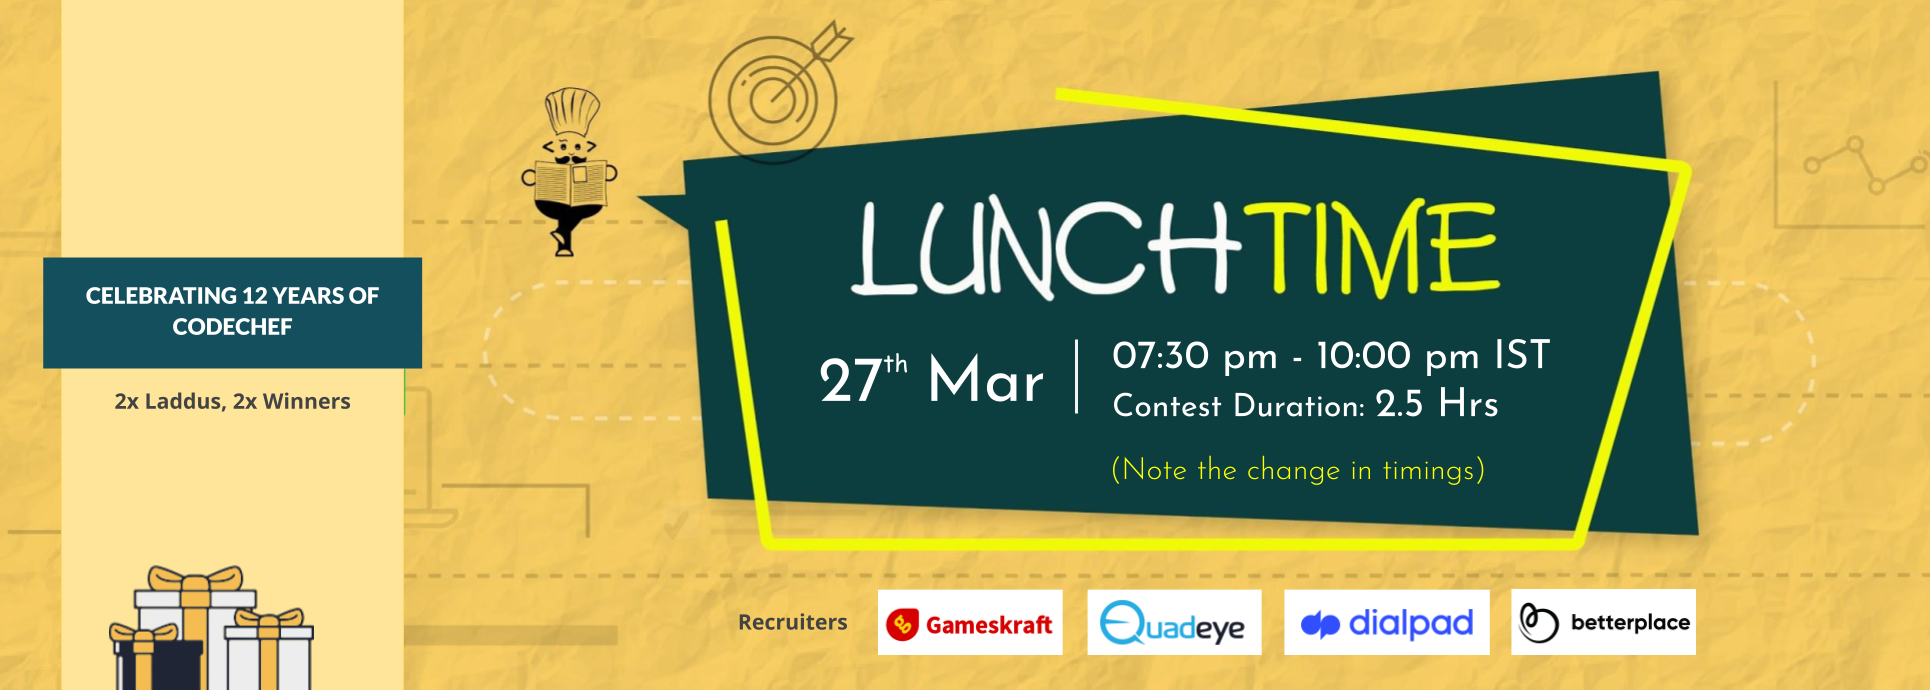 CELEBRATING 12 YEARS OF
CODECHEF
2x Laddus, 2x Winners
LUNCHTIME
27th Mar
07:30 pm - 10:00 pm IST
Contest Duration: 2.5 Hrs
(Note the change in timings)
Recruiters
Gameskraft
Quadeye
dialpad
betterplace